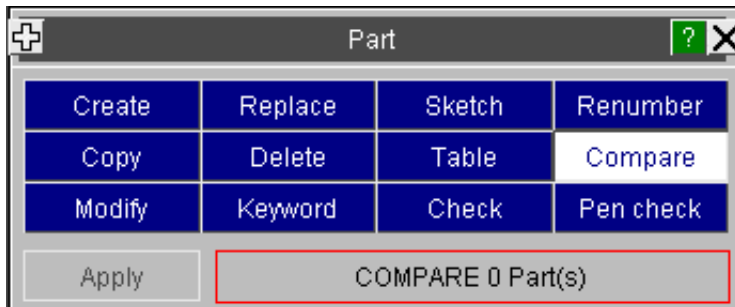 Part ?
Create Replace Sketch Renumber
Copy Delete Table Compare
Modify Keyword Check Pen check
Apply COMPARE 0 Part(s)